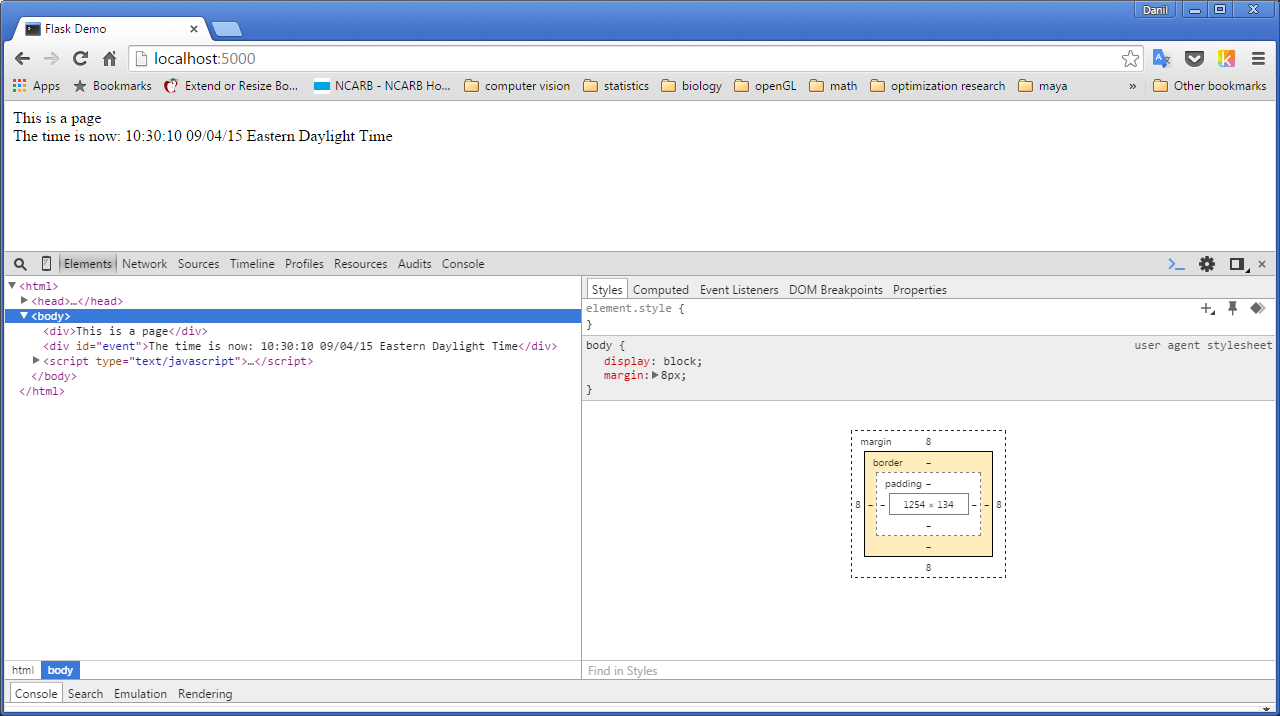 Danil
Flask Demo
localhost:5000
Apps Bookmarks Extend or Resize Bo... NCARB - NCARB Ho... computer vision statistics biology openGL math optimization research maya » Other bookmarks
This is a page
The time is now: 10:30:10 09/04/15 Eastern Daylight Time
Elements Network Sources Timeline Profiles Resources Audits Console
<html>
<head>…</head>
<body>
<div>This is a page</div>
<div id="event">The time is now: 10:30:10 09/04/15 Eastern Daylight Time</div>
<script type="text/javascript">…</script>
</body>
</html>
html body
Styles Computed Event Listeners DOM Breakpoints Properties
element.style {
}
body { user agent stylesheet
display: block;
margin: 8px;
}
margin 8
border –
padding –
8 – – 1254 × 134 – – 8
–
–
8
Find in Styles
Console Search Emulation Rendering